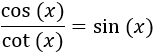 cos (x) / cot (x) = sin (x)